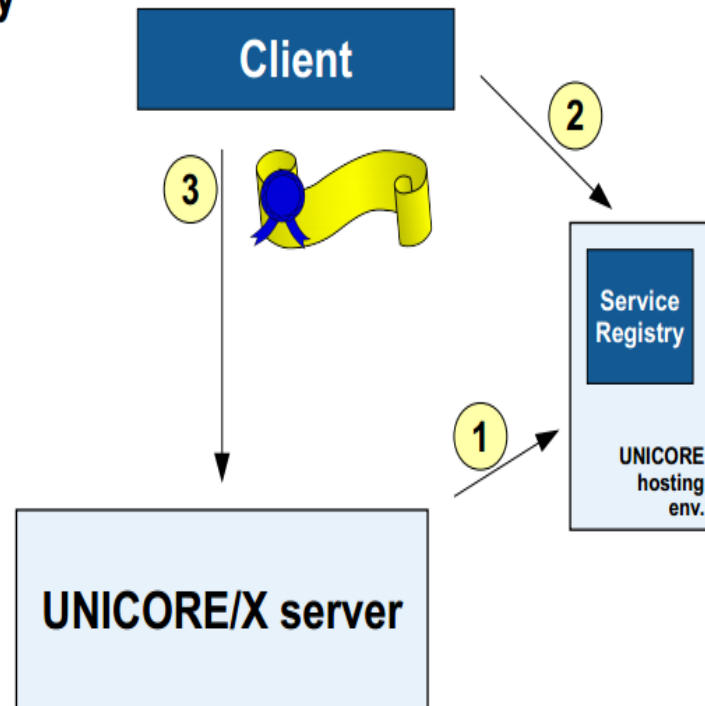 y
Client
2
3
Service
Registry
1
UNICORE
hosting
env.
UNICORE/X server